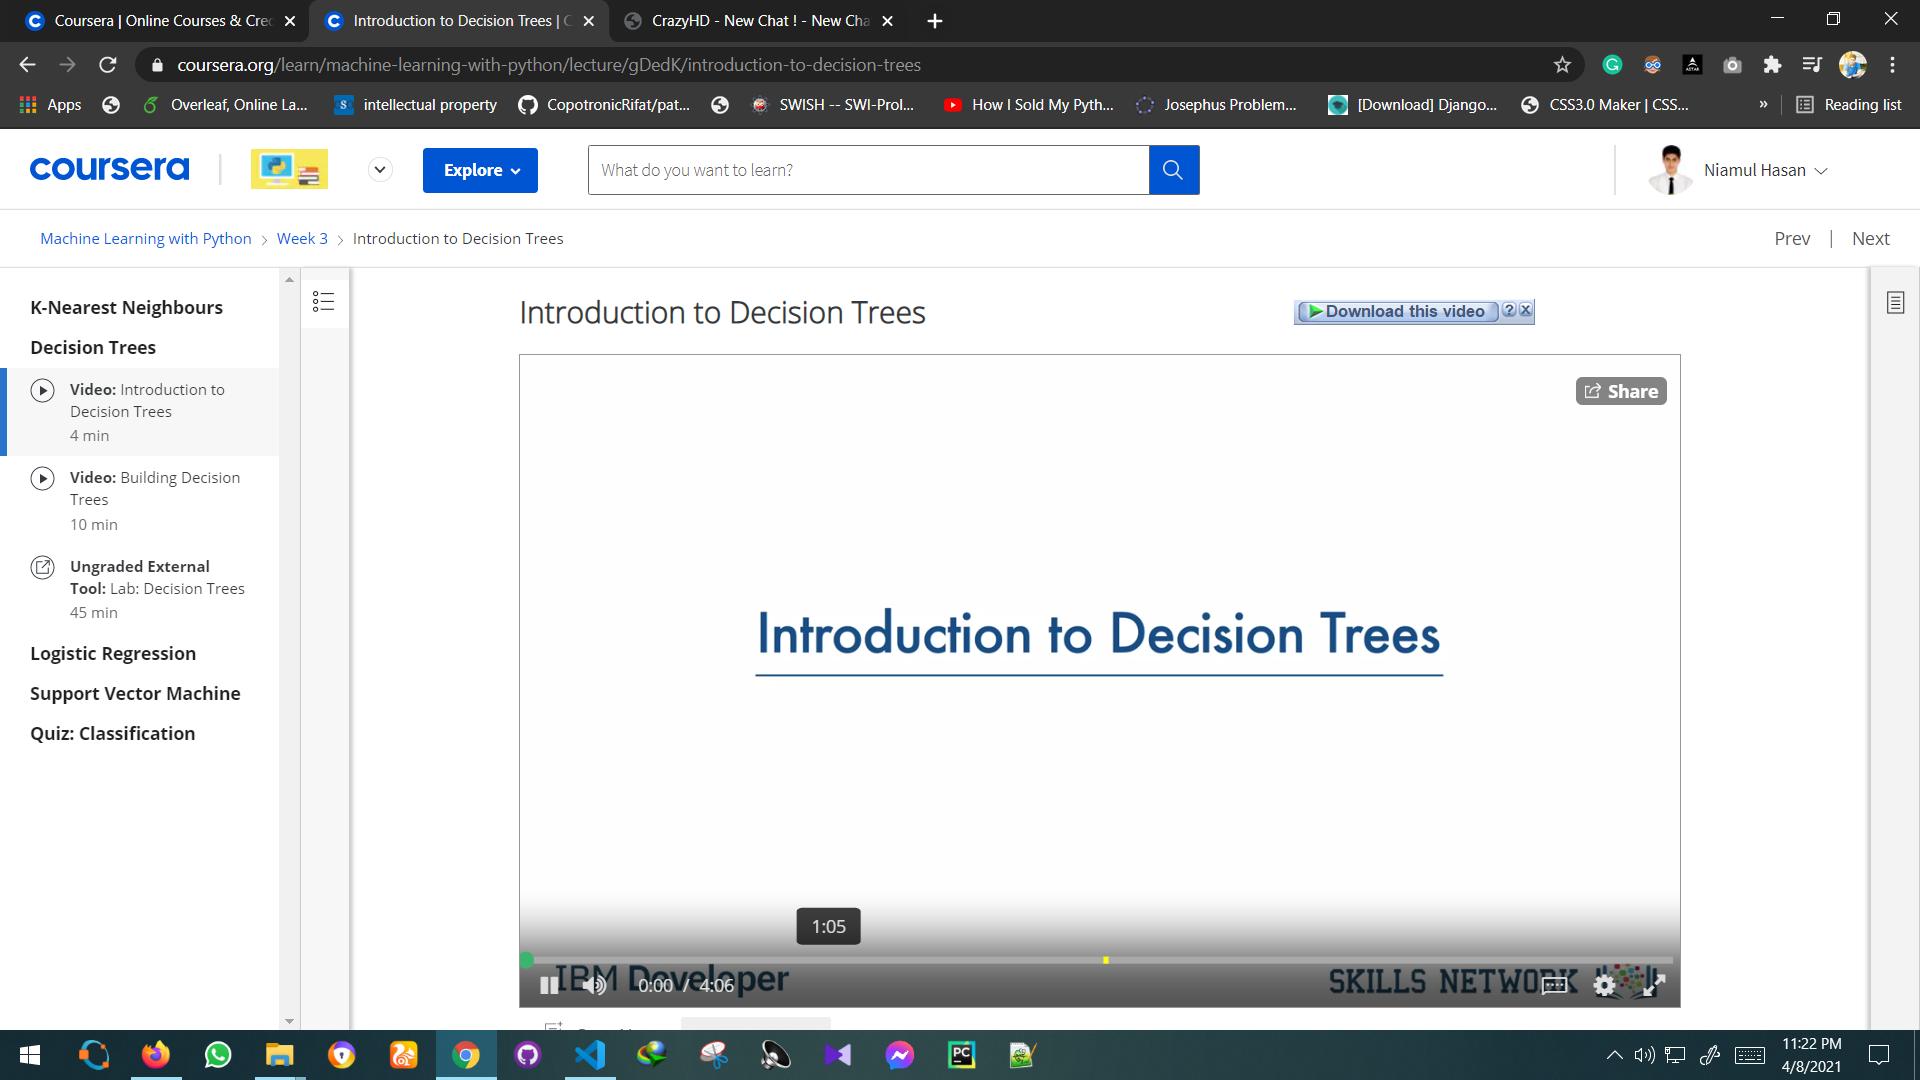 Coursera | Online Courses & Cre
Introduction to Decision Trees | C
CrazyHD - New Chat ! - New Cha
coursera.org/learn/machine-learning-with-python/lecture/gDedK/introduction-to-decision-trees
Apps
Overleaf, Online La...
intellectual property
CopotronicRifat/pat...
SWISH -- SWI-Prol...
How I Sold My Pyth...
Josephus Problem...
[Download] Django...
CSS3.0 Maker | CSS...
»
Reading list
coursera
Explore
What do you want to learn?
Niamul Hasan
Machine Learning with Python > Week 3 > Introduction to Decision Trees
Prev | Next
K-Nearest Neighbours
Decision Trees
Video: Introduction to
Decision Trees
4 min
Video: Building Decision
Trees
10 min
Ungraded External
Tool: Lab: Decision Trees
45 min
Logistic Regression
Support Vector Machine
Quiz: Classification
Introduction to Decision Trees
Download this video
Share
Introduction to Decision Trees
1:05
IBM Developer
0:00 / 4:06
SKILLS NETWORK
PC
11:22 PM
4/8/2021